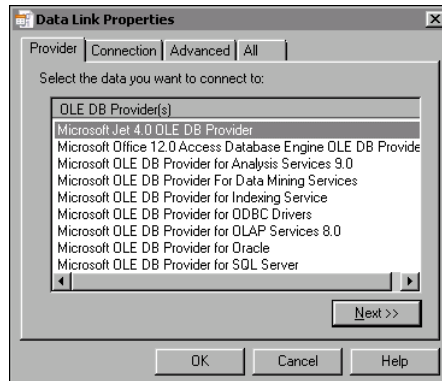 Data Link Properties
Provider Connection Advanced All
Select the data you want to connect to:
OLE DB Provider(s)
Microsoft Jet 4.0 OLE DB Provider
Microsoft Office 12.0 Access Database Engine OLE DB Provide
Microsoft OLE DB Provider for Analysis Services 9.0
Microsoft OLE DB Provider For Data Mining Services
Microsoft OLE DB Provider for Indexing Service
Microsoft OLE DB Provider for ODBC Drivers
Microsoft OLE DB Provider for OLAP Services 8.0
Microsoft OLE DB Provider for Oracle
Microsoft OLE DB Provider for SQL Server
Next >>
OK Cancel Help